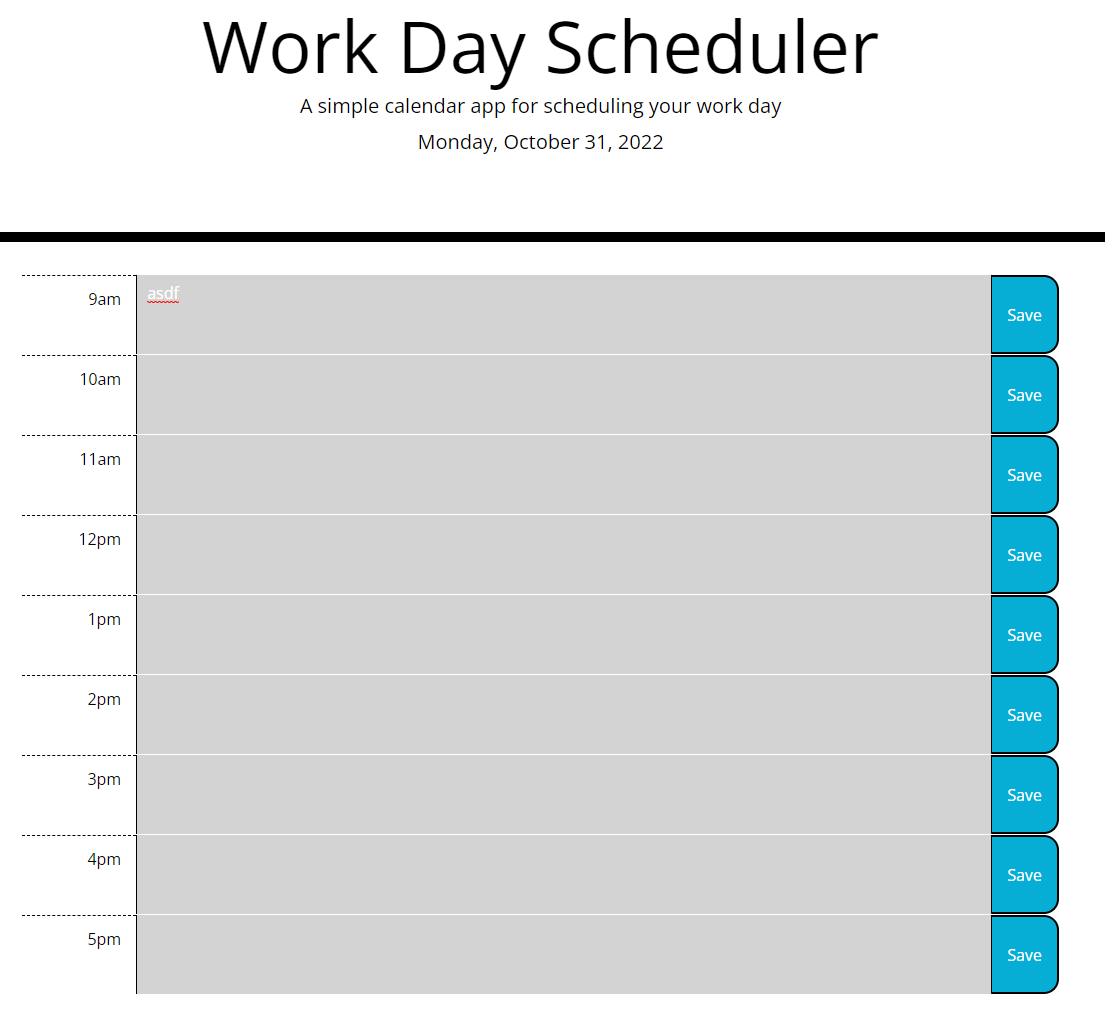 Work Day Scheduler
A simple calendar app for scheduling your work day
Monday, October 31, 2022
9am asdf Save
10am Save
11am Save
12pm Save
1pm Save
2pm Save
3pm Save
4pm Save
5pm Save